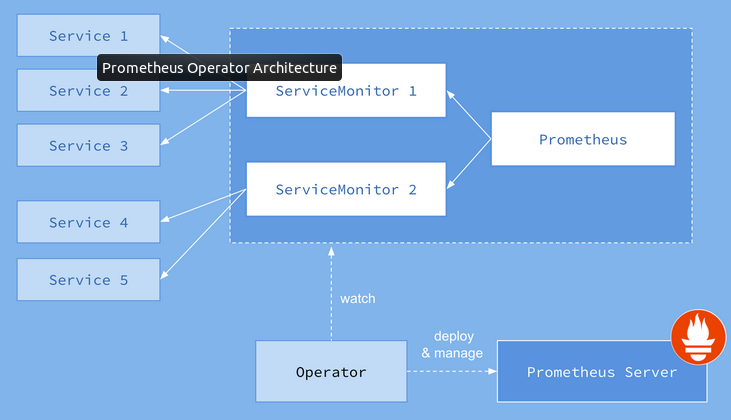 Service 1
Prometheus Operator Architecture
Service 2
ServiceMonitor 1
Service 3
Prometheus
ServiceMonitor 2
Service 4
Service 5
watch
deploy
& manage
Operator
Prometheus Server